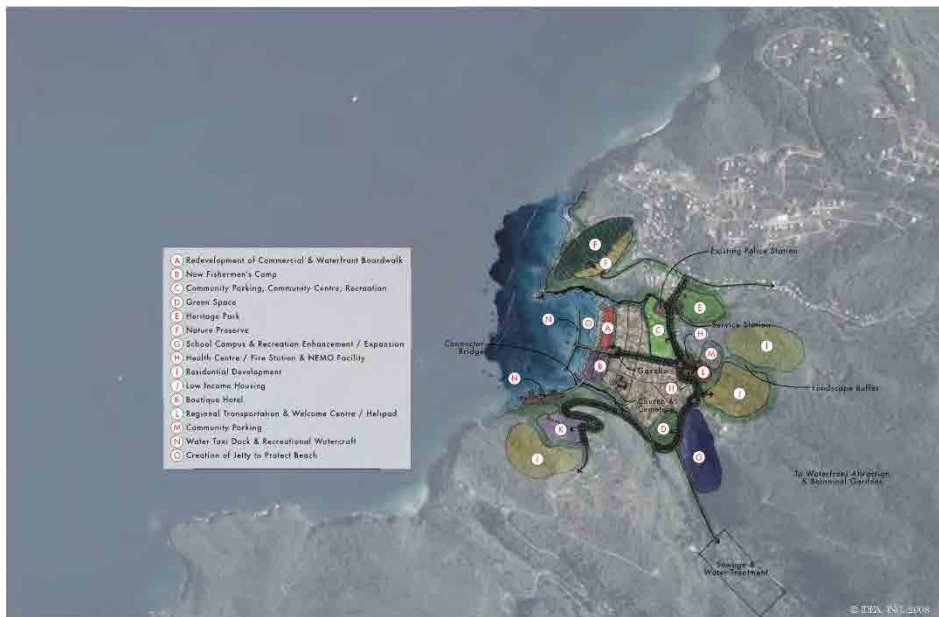 A Redevelopment of Commercial & Waterfront Boardwalk
B New Fishermen's Camp
C Community Parking, Community Centre, Recreation
D Green Space
E Heritage Park
F Nature Preserve
G School Campus & Recreation Enhancement / Expansion
H Health Centre / Fire Station & NEMO Facility
I Residential Development
J Low Income Housing
K Boutique Hotel
L Regional Transportation & Welcome Centre / Helipad
M Community Parking
N Water Taxi Dock & Recreational Watercraft
O Creation of Jetty to Protect Beach
F
F
Existing Police Station
E
Service Station
N
O
A
C
H
I
M
Connector
Bridges
B
Gazebo
L
H
Landscape Buffer
J
N
Church &
K
D
J
G
To Waterfront Attraction
& Botanical Gardens
Sewage &
Water Treatment
© IDEA, INC. 2008